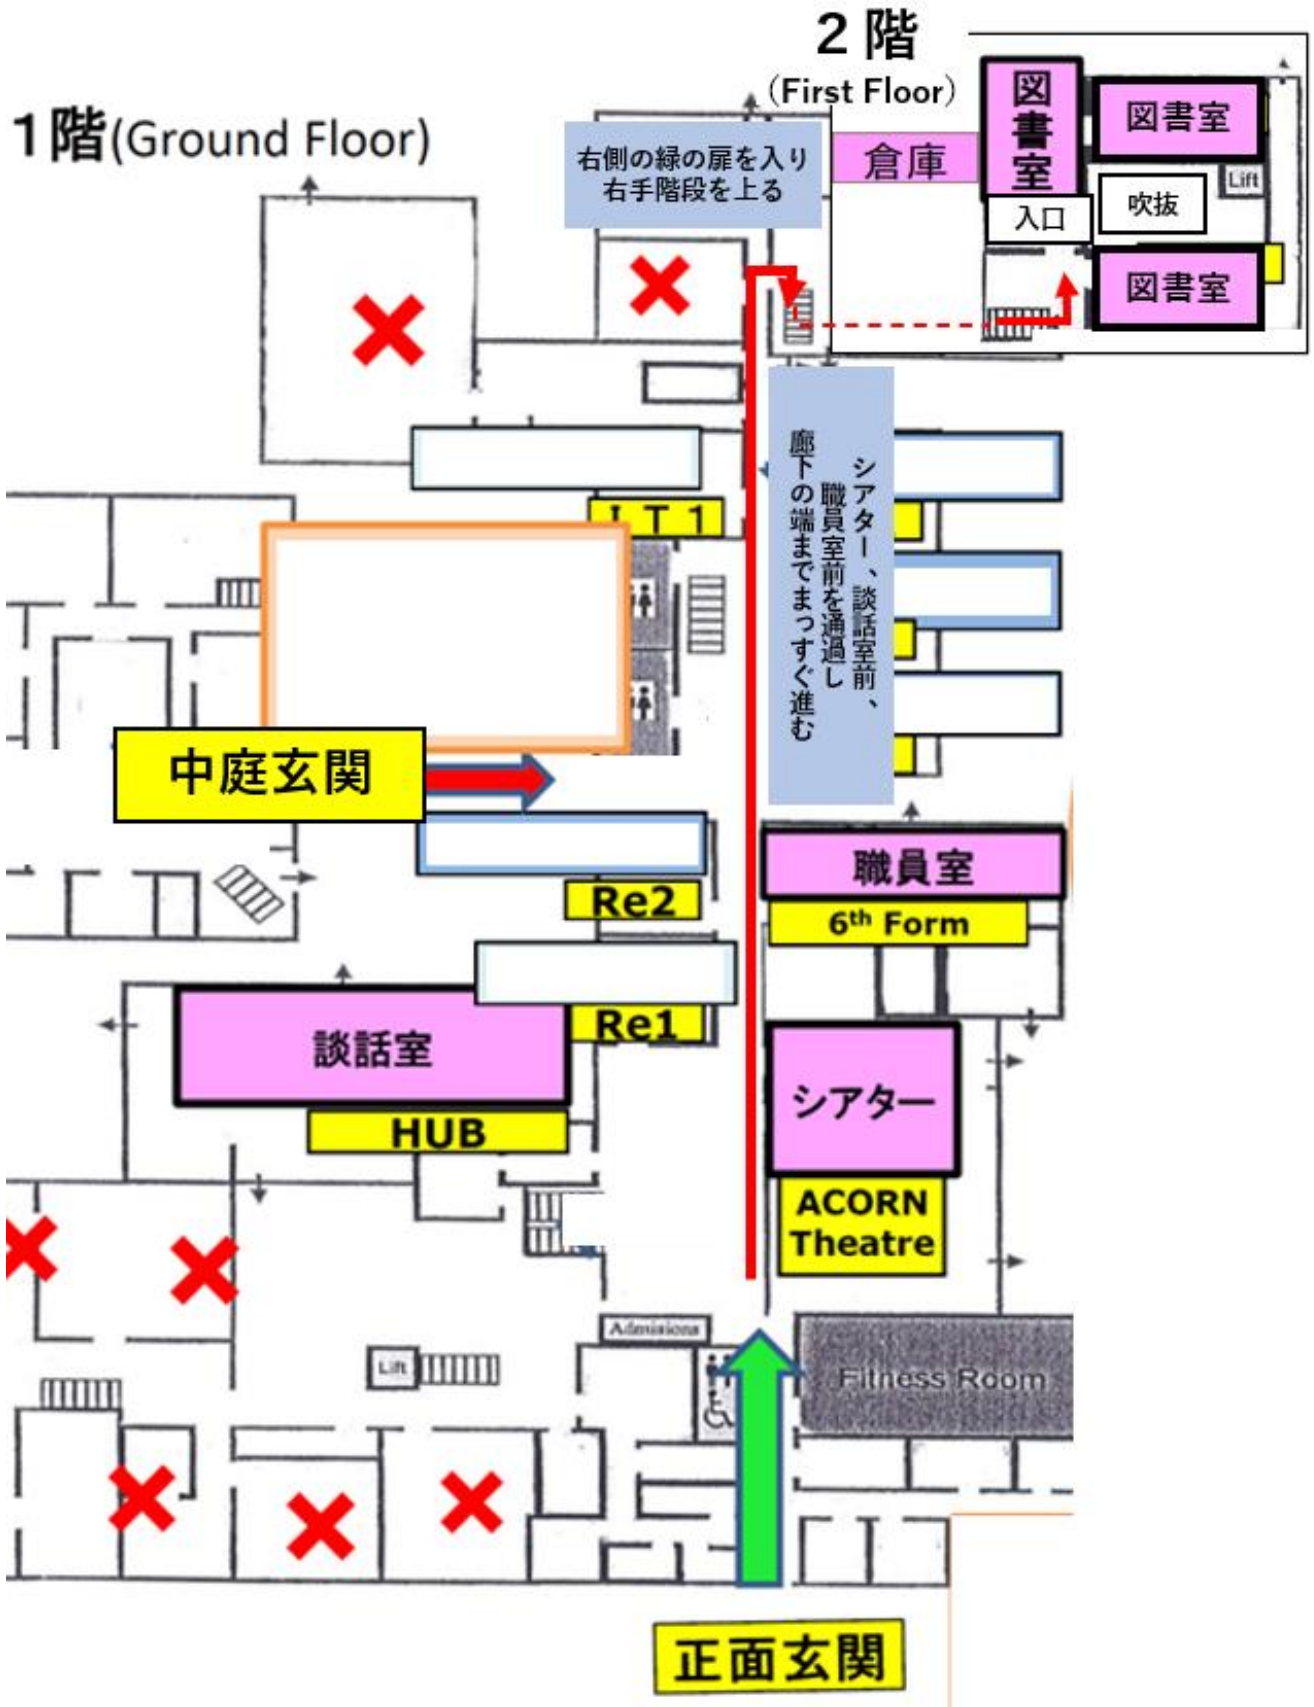 ２階
（First Floor）
1階(Ground Floor)
図書室
図書室
倉庫
右側の緑の扉を入り
右手階段を上る
Lift
入口
吹抜
図書室
シアター、談話室前、
職員室前を通過し
廊下の端までまっすぐ進む
ＩＴ１
中庭玄関
職員室
Re2
6th Form
Re1
談話室
シアター
HUB
ACORN
Theatre
Admissions
Lift
Fitness Room
正面玄関